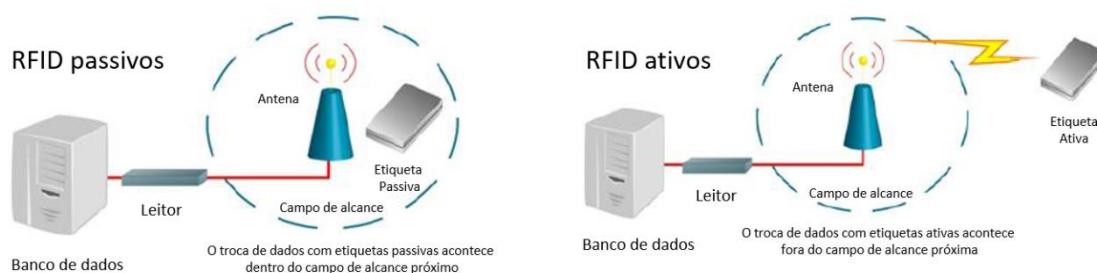 RFID passivos
Antena
Etiqueta
Passiva
Leitor
Campo de alcance
Banco de dados
O troca de dados com etiquetas passivas acontece
dentro do campo de alcance próximo
RFID ativos
Antena
Etiqueta
Ativa
Leitor
Campo de alcance
Banco de dados
O troca de dados com etiquetas ativas acontece
fora do campo de alcance próxima